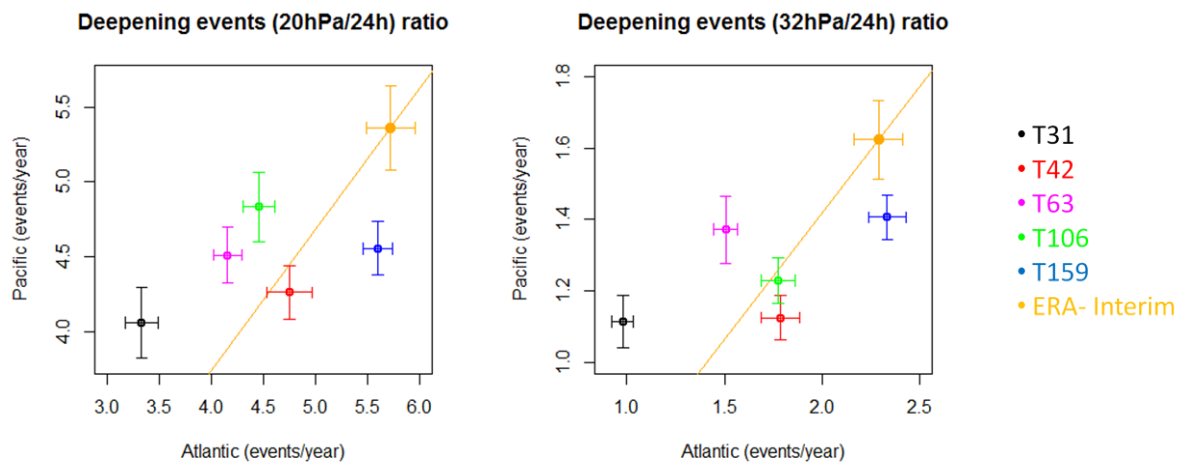 Deepening events (20hPa/24h) ratio
Pacific (events/year)
5.5
5.0
4.5
4.0
3.0 3.5 4.0 4.5 5.0 5.5 6.0
Atlantic (events/year)
Deepening events (32hPa/24h) ratio
Pacific (events/year)
1.8
1.6
1.4
1.2
1.0
1.0 1.5 2.0 2.5
Atlantic (events/year)
• T31
• T42
• T63
• T106
• T159
• ERA- Interim